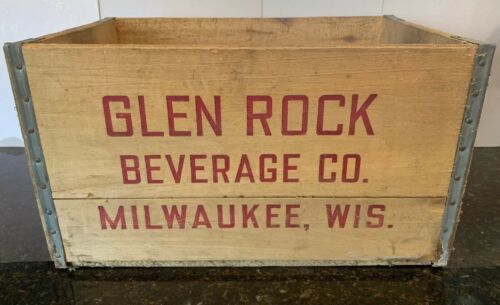 GLEN ROCK
BEVERAGE CO.
MILWAUKEE, WIS.